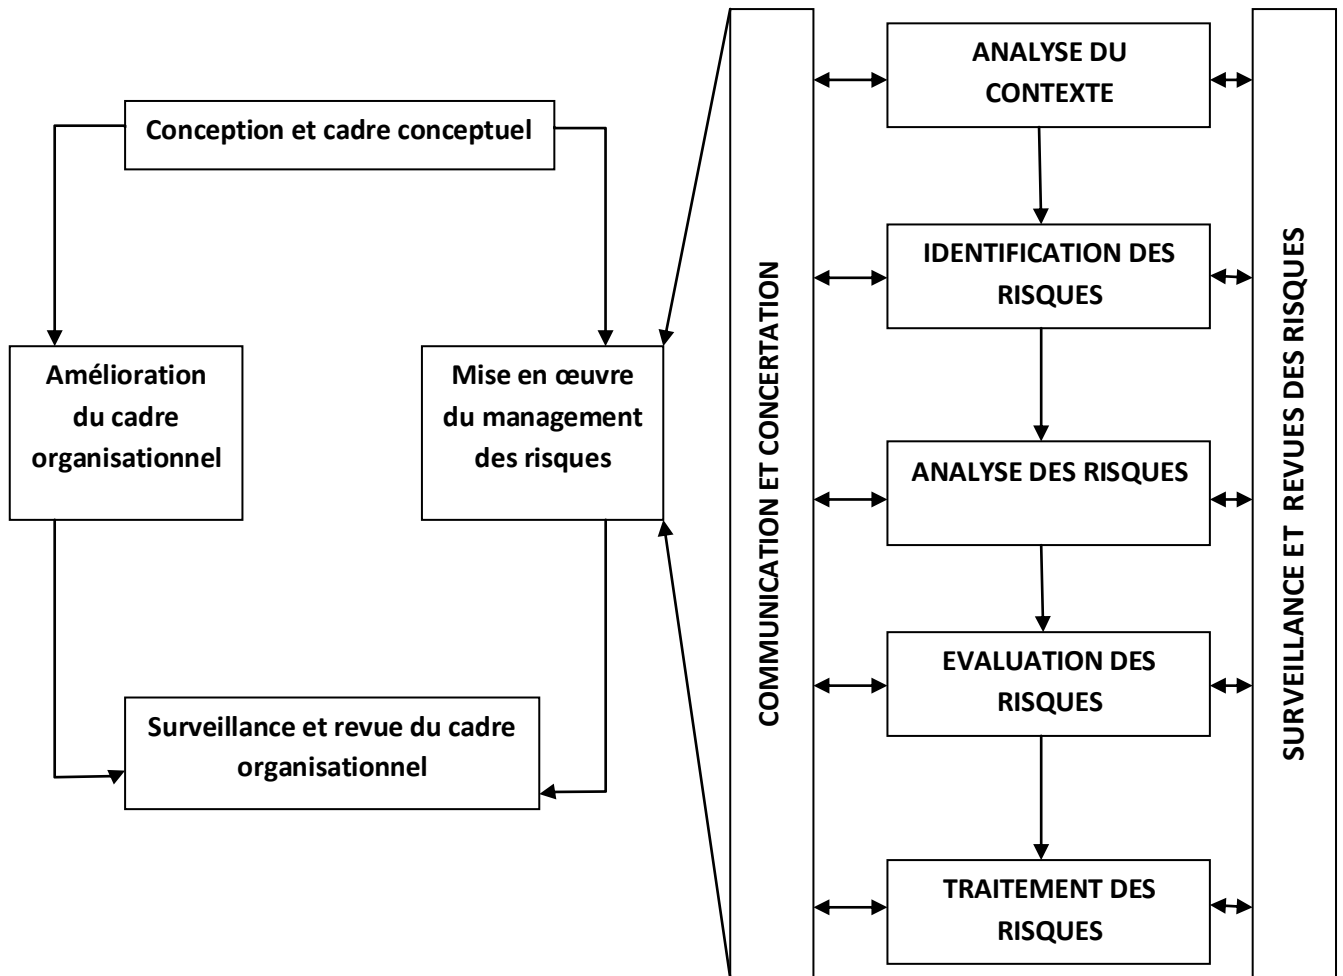 Conception et cadre conceptuel
Amélioration
du cadre
organisationnel
Mise en œuvre
du management
des risques
Surveillance et revue du cadre
organisationnel
COMMUNICATION ET CONCERTATION
ANALYSE DU
CONTEXTE
IDENTIFICATION DES
RISQUES
ANALYSE DES RISQUES
EVALUATION DES
RISQUES
TRAITEMENT DES
RISQUES
SURVEILLANCE ET REVUES DES RISQUES